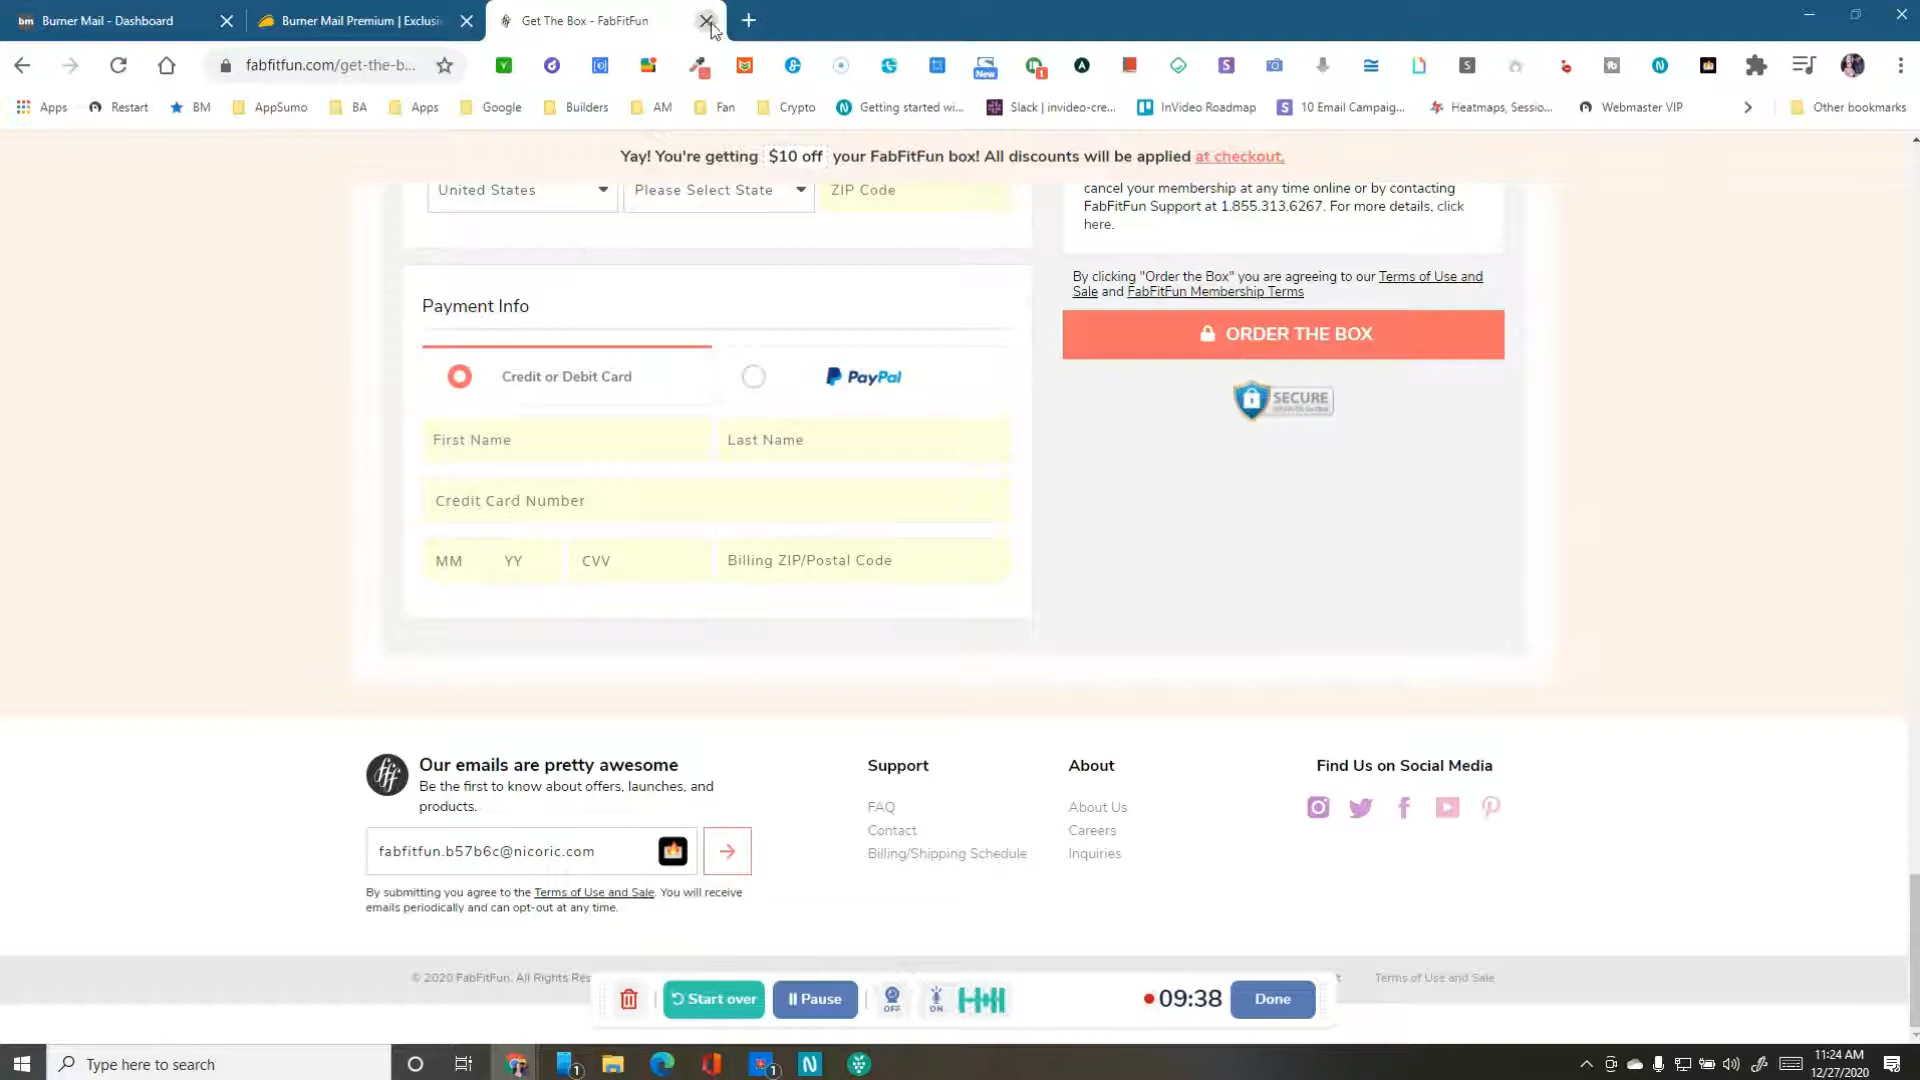 bm Burner Mail - Dashboard
Burner Mail Premium | Exclusi
Get The Box - FabFitFun
fabfitfun.com/get-the-b...
New
1
Apps
Restart
BM
AppSumo
BA
Apps
Google
Builders
AM
Fan
Crypto
Getting started wi...
Slack | invideo-cre...
InVideo Roadmap
10 Email Campaig...
Heatmaps, Sessio...
Webmaster VIP
Other bookmarks
Yay! You're getting $10 off your FabFitFun box! All discounts will be applied at checkout.
United States
Please Select State
ZIP Code
cancel your membership at any time online or by contacting
FabFitFun Support at 1.855.313.6267. For more details, click
here.
By clicking "Order the Box" you are agreeing to our Terms of Use and
Sale and FabFitFun Membership Terms
ORDER THE BOX
SECURE
Payment Info
Credit or Debit Card
PayPal
First Name
Last Name
Credit Card Number
MM
YY
CVV
Billing ZIP/Postal Code
fff
Our emails are pretty awesome
Be the first to know about offers, launches, and
products.
fabfitfun.b57b6c@nicoric.com
By submitting you agree to the Terms of Use and Sale. You will receive
emails periodically and can opt-out at any time.
Support
FAQ
Contact
Billing/Shipping Schedule
About
About Us
Careers
Inquiries
Find Us on Social Media
© 2020 FabFitFun. All Rights Res
Terms of Use and Sale
Start over
Pause
OFF
ON
09:38
Done
Type here to search
1
1
11:24 AM
12/27/2020